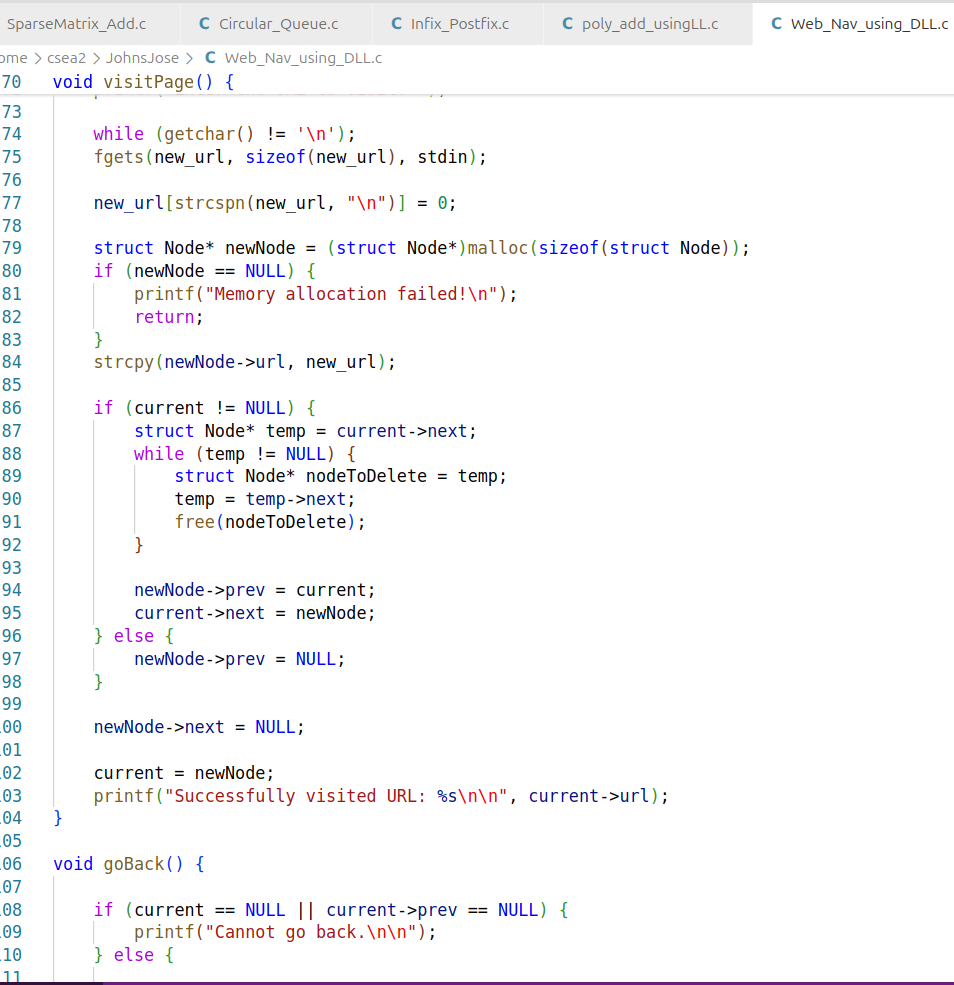 SparseMatrix_Add.c C Circular_Queue.c C Infix_Postfix.c C poly_add_usingLL.c C Web_Nav_using_DLL.c
ome > csea2 > JohnsJose > C Web_Nav_using_DLL.c
70 void visitPage() {
73
74 while (getchar() != '\n');
75 fgets(new_url, sizeof(new_url), stdin);
76
77 new_url[strcspn(new_url, "\n")] = 0;
78
79 struct Node* newNode = (struct Node*)malloc(sizeof(struct Node));
80 if (newNode == NULL) {
81 printf("Memory allocation failed!\n");
82 return;
83 }
84 strcpy(newNode->url, new_url);
85
86 if (current != NULL) {
87 struct Node* temp = current->next;
88 while (temp != NULL) {
89 struct Node* nodeToDelete = temp;
90 temp = temp->next;
91 free(nodeToDelete);
92 }
93
94 newNode->prev = current;
95 current->next = newNode;
96 } else {
97 newNode->prev = NULL;
98 }
99
00 newNode->next = NULL;
01
02 current = newNode;
03 printf("Successfully visited URL: %s\n\n", current->url);
04 }
05
06 void goBack() {
07
08 if (current == NULL || current->prev == NULL) {
09 printf("Cannot go back.\n\n");
10 } else {
11